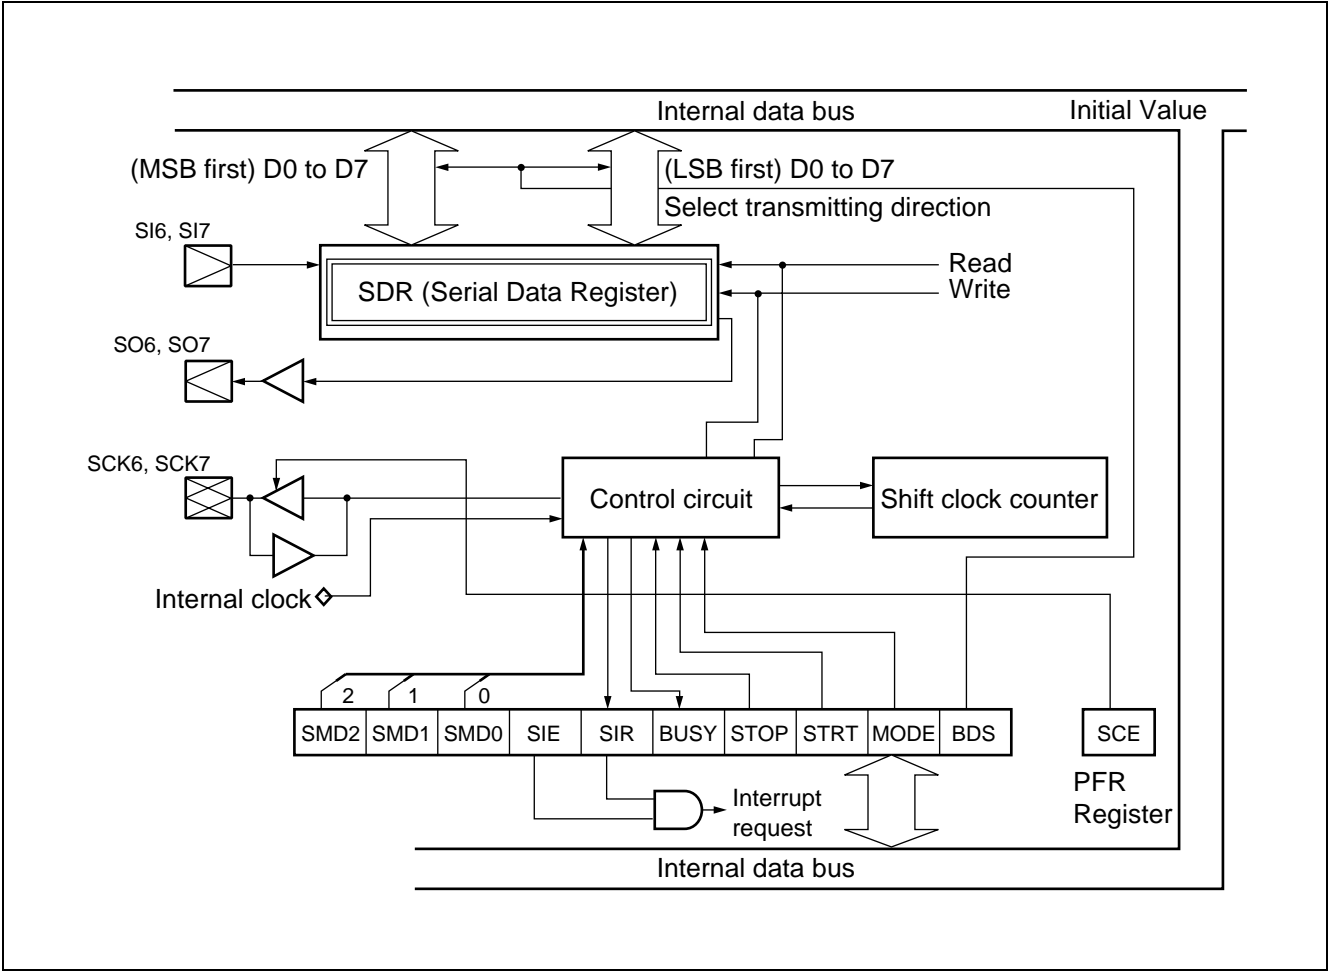 Internal data bus
Initial Value
(MSB first) D0 to D7
(LSB first) D0 to D7
Select transmitting direction
SI6, SI7
Read
SDR (Serial Data Register)
Write
SO6, SO7
SCK6, SCK7
Control circuit
Shift clock counter
Internal clock
2 1 0
SMD2 SMD1 SMD0 SIE SIR BUSY STOP STRT MODE BDS SCE
PFR
Register
Interrupt
request
Internal data bus